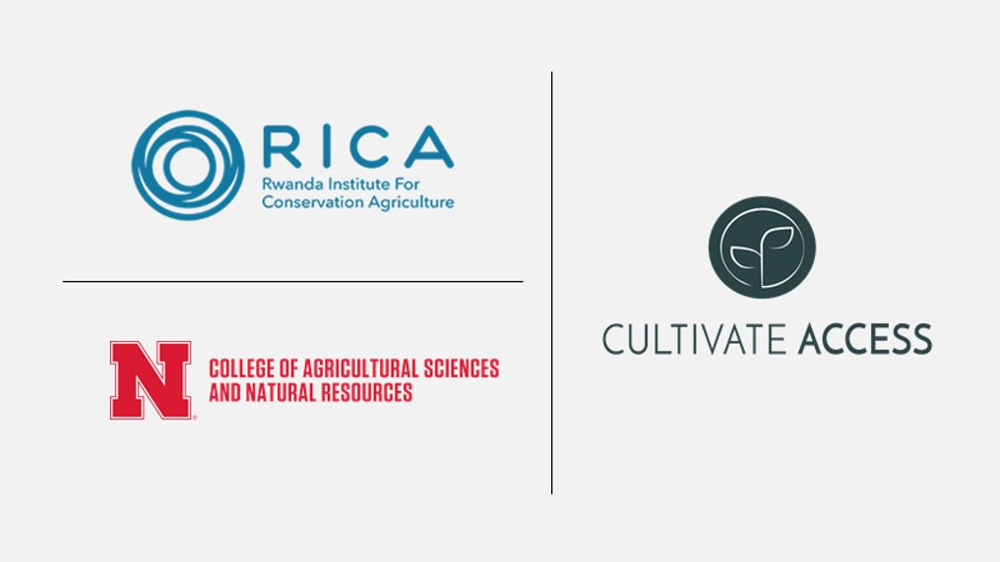 RICA
Rwanda Institute For
Conservation Agriculture
N
COLLEGE OF AGRICULTURAL SCIENCES
AND NATURAL RESOURCES
CULTIVATE ACCESS